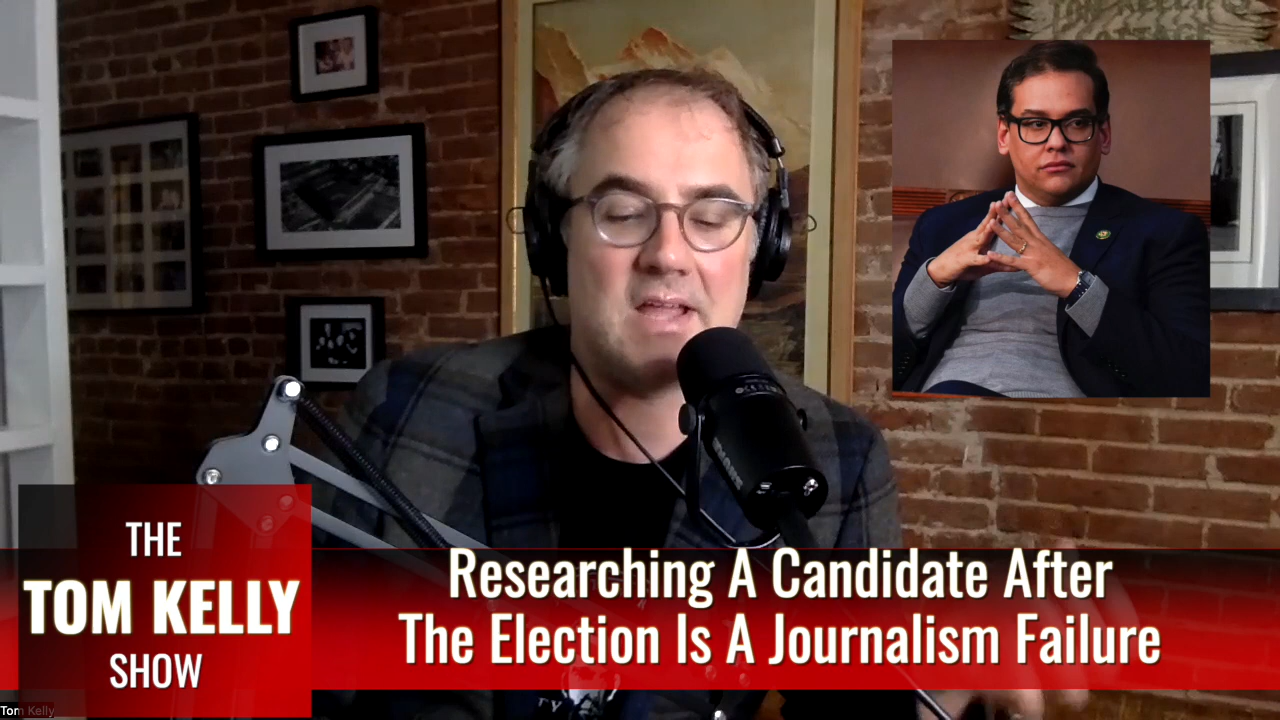 Researching A Candidate After
The Election Is A Journalism Failure
THE
TOM KELLY
SHOW
Tom Kelly